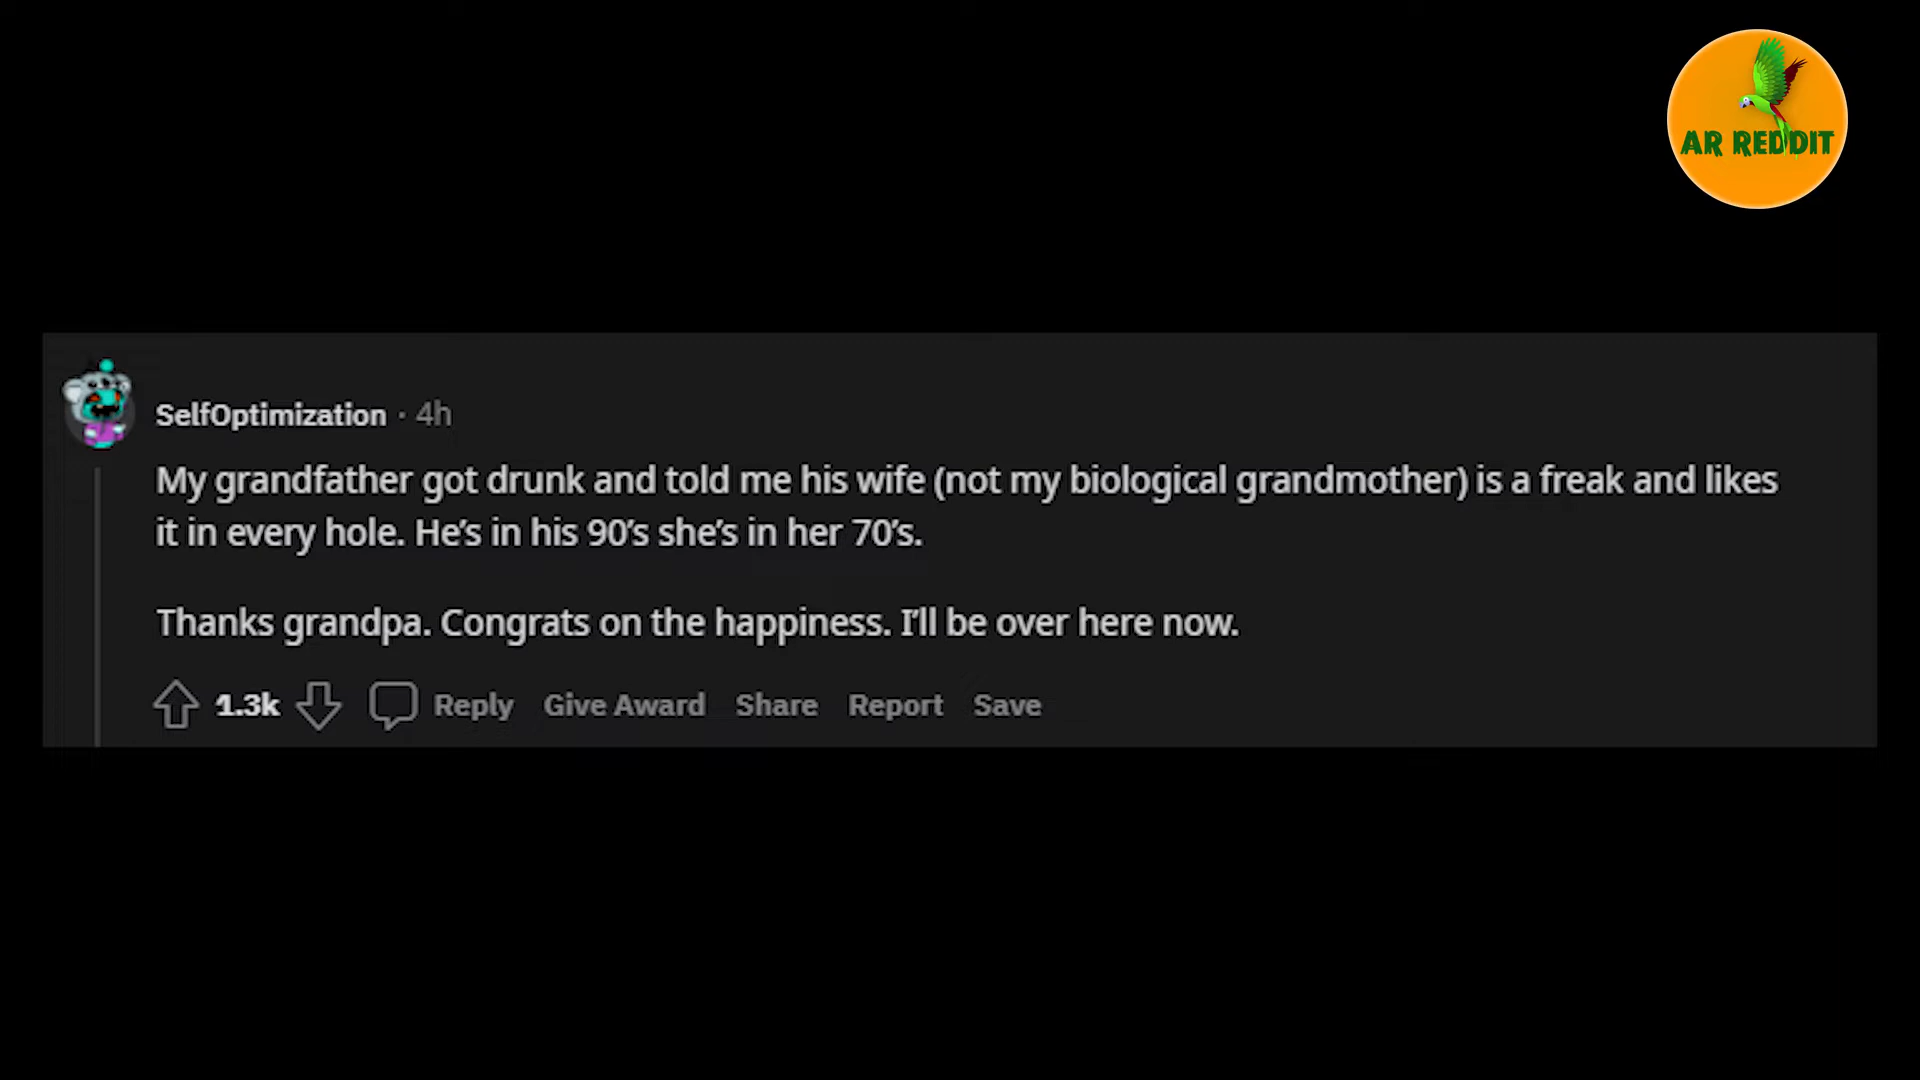 AR REDDIT
SelfOptimization · 4h
My grandfather got drunk and told me his wife (not my biological grandmother) is a freak and likes
it in every hole. He's in his 90's she's in her 70's.
Thanks grandpa. Congrats on the happiness. I'll be over here now.
1.3k Reply Give Award Share Report Save